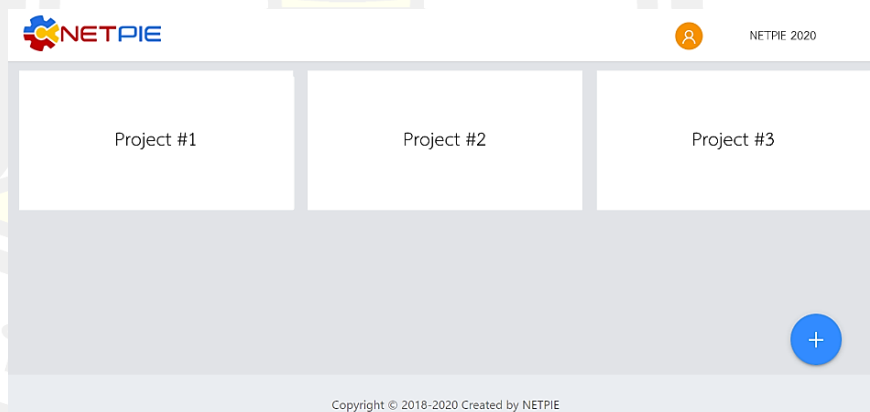 NETPIE
NETPIE 2020
Project #1
Project #2
Project #3
Copyright © 2018-2020 Created by NETPIE